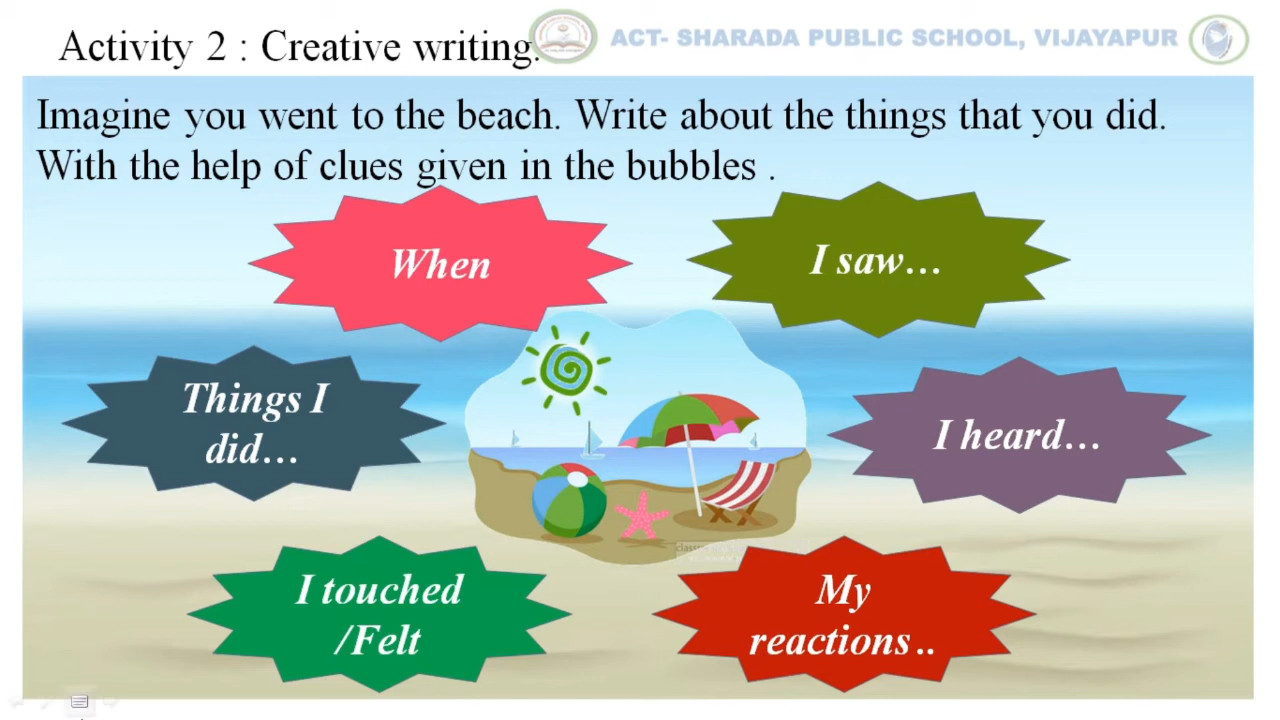 Activity 2 : Creative writing.
ACT- SHARADA PUBLIC SCHOOL, VIJAYAPUR
Imagine you went to the beach. Write about the things that you did.
With the help of clues given in the bubbles .
When
I saw…
Things I
did…
I heard…
I touched
/Felt
My
reactions..